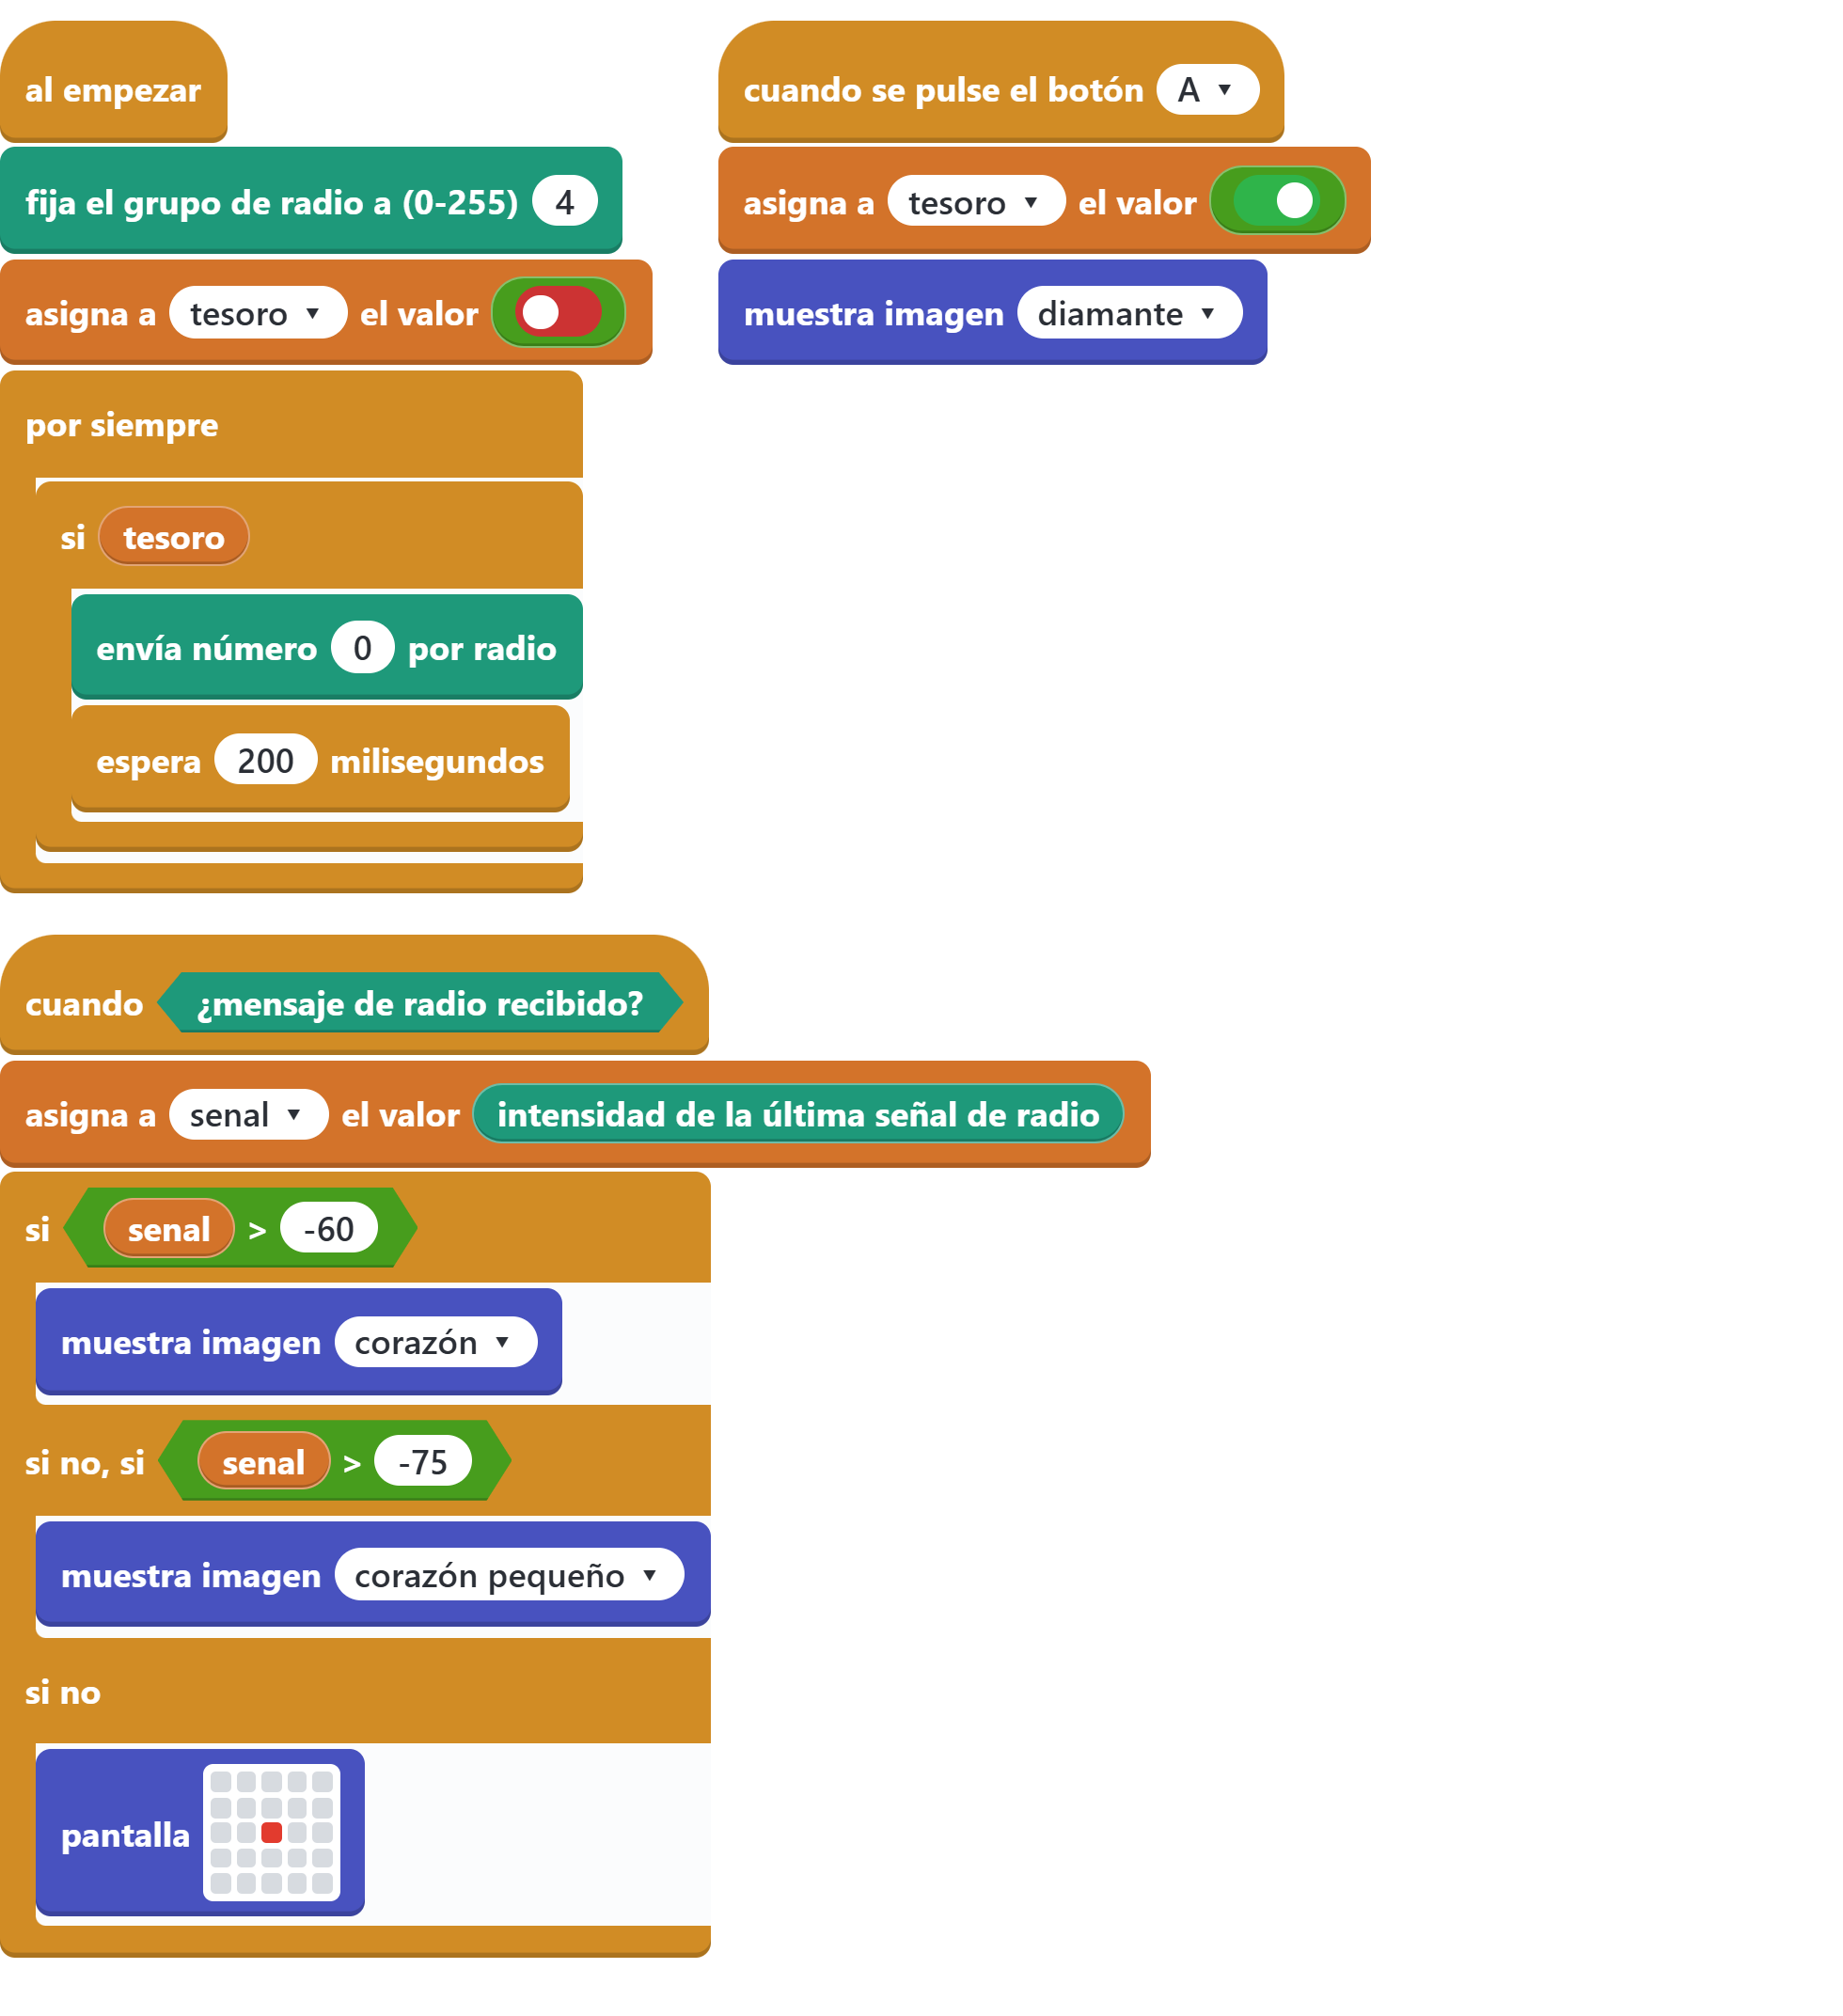 al empezar
fija el grupo de radio a (0-255) 4
asigna a tesoro el valor
por siempre
si tesoro
envía número 0 por radio
espera 200 milisegundos
cuando se pulse el botón A
asigna a tesoro el valor
muestra imagen diamante
cuando ¿mensaje de radio recibido?
asigna a senal el valor intensidad de la última señal de radio
si senal > -60
muestra imagen corazón
si no, si senal > -75
muestra imagen corazón pequeño
si no
pantalla